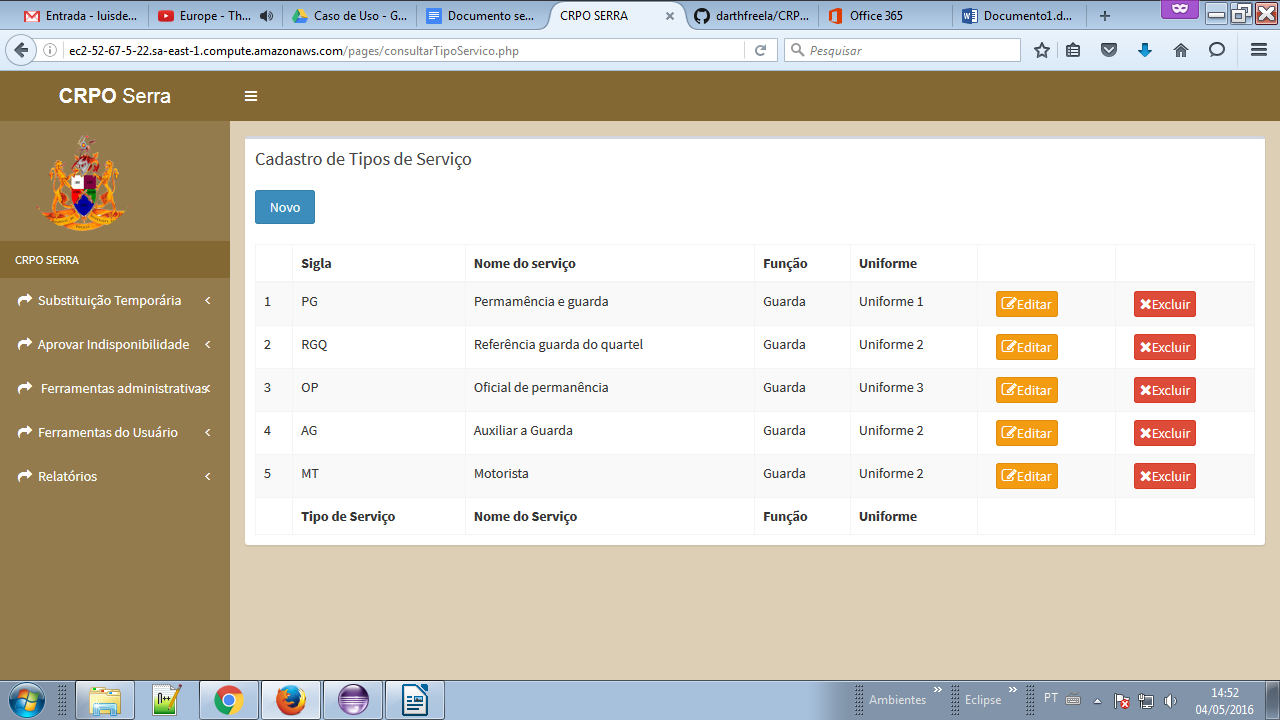 Entrada - luisde...
Europe - Th...
Caso de Uso - G...
Documento se...
CRPO SERRA
darthfreela/CRP...
Office 365
Documento1.d...
ec2-52-67-5-22.sa-east-1.compute.amazonaws.com/pages/consultarTipoServico.php
Pesquisar
CRPO Serra
CRPO SERRA
Substituição Temporária
Aprovar Indisponibilidade
Ferramentas administrativas
Ferramentas do Usuário
Relatórios
Cadastro de Tipos de Serviço
Novo
Sigla Nome do serviço Função Uniforme
1 PG Permamência e guarda Guarda Uniforme 1 Editar Excluir
2 RGQ Referência guarda do quartel Guarda Uniforme 2 Editar Excluir
3 OP Oficial de permanência Guarda Uniforme 3 Editar Excluir
4 AG Auxiliar a Guarda Guarda Uniforme 2 Editar Excluir
5 MT Motorista Guarda Uniforme 2 Editar Excluir
Tipo de Serviço Nome do Serviço Função Uniforme
Ambientes
Eclipse
PT
14:52
04/05/2016